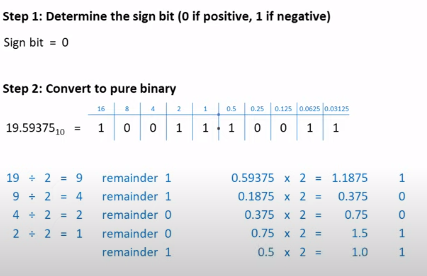 Step 1: Determine the sign bit (0 if positive, 1 if negative)
Sign bit = 0
Step 2: Convert to pure binary
16 8 4 2 1 0.5 0.25 0.125 0.0625 0.03125
19.59375₁₀ = 1 0 0 1 1 . 1 0 0 1 1
19 ÷ 2 = 9 remainder 1 0.59375 x 2 = 1.1875 1
9 ÷ 2 = 4 remainder 1 0.1875 x 2 = 0.375 0
4 ÷ 2 = 2 remainder 0 0.375 x 2 = 0.75 0
2 ÷ 2 = 1 remainder 0 0.75 x 2 = 1.5 1
remainder 1 0.5 x 2 = 1.0 1